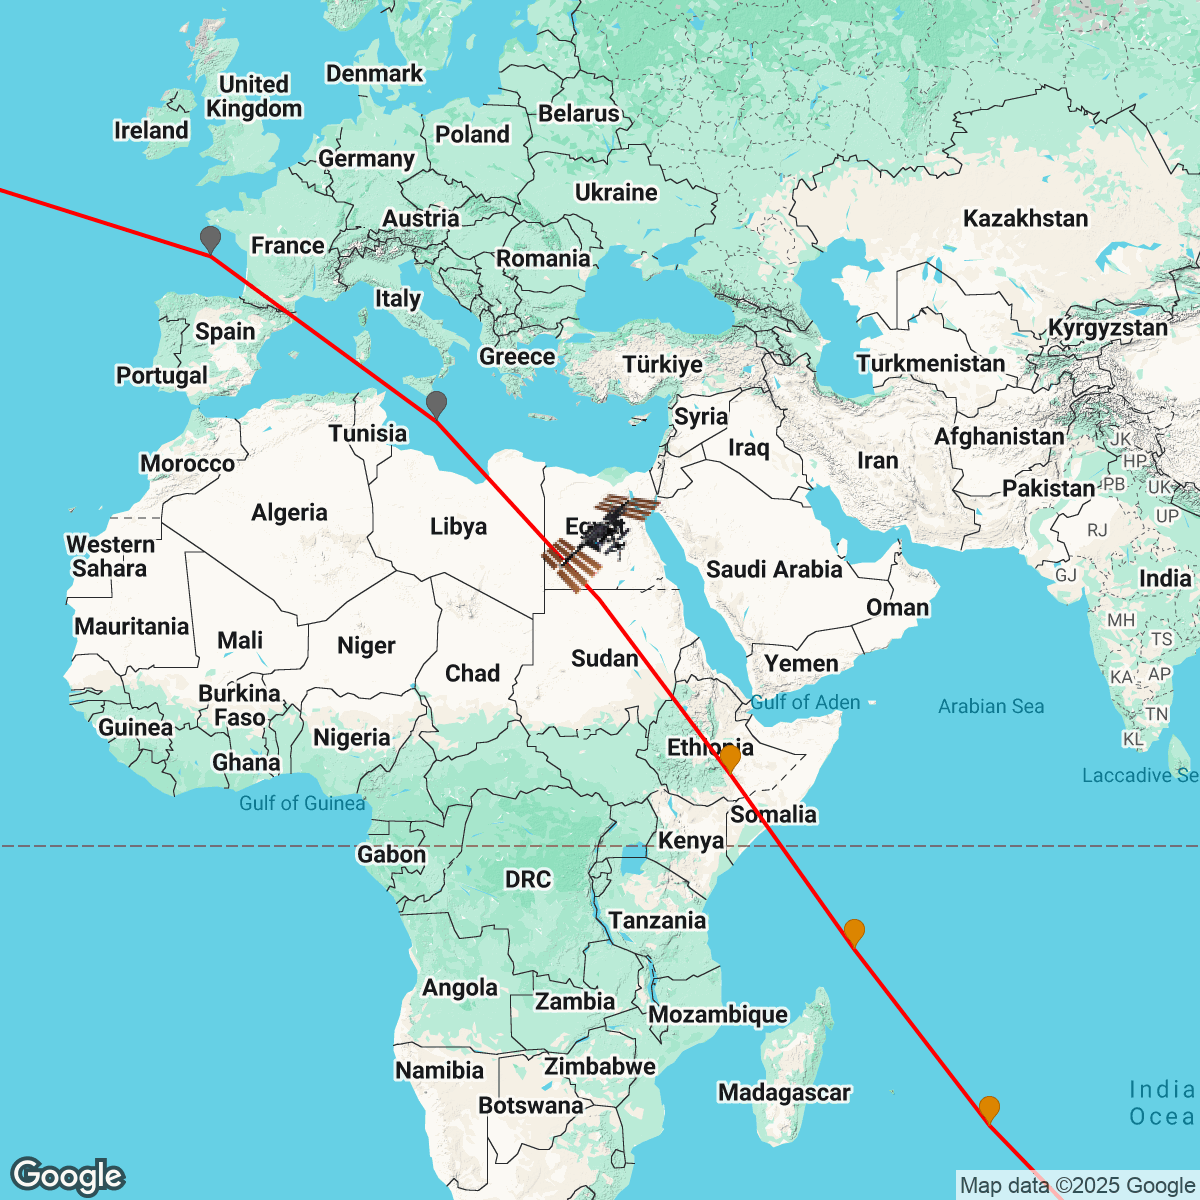 Denmark
United
Kingdom
Belarus
Ireland
Poland
Germany
Ukraine
Austria
Kazakhstan
France
Romania
Italy
Spain
Kyrgyzstan
Greece
Türkiye
Turkmenistan
Portugal
Syria
Tunisia
Afghanistan
JK
Iraq
Iran
HP
Morocco
PB
UK
Pakistan
Algeria
UP
Libya
Egypt
RJ
Western
Sahara
Saudi Arabia
GJ
India
Oman
Mauritania
MH
Mali
Niger
TS
Sudan
Yemen
Chad
KA
AP
Burkina
Faso
Gulf of Aden
Arabian Sea
TN
Guinea
Nigeria
KL
Ethiopia
Ghana
Laccadive Se
Gulf of Guinea
Somalia
Kenya
Gabon
DRC
Tanzania
Angola
Zambia
Mozambique
Namibia
Zimbabwe
Madagascar
India
Ocea
Botswana
Google
Map data ©2025 Google